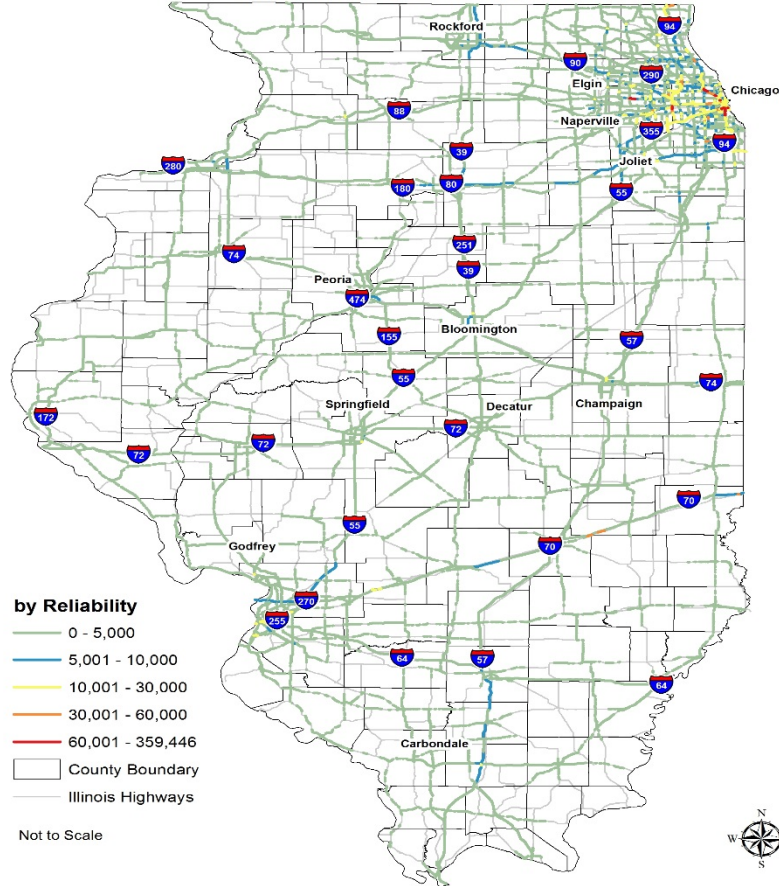 Rockford
94
90
290
Elgin
Chicago
88
Naperville
355
94
39
Joliet
280
180
80
55
251
74
39
Peoria
474
Bloomington
155
57
55
74
Springfield
Decatur
Champaign
172
72
72
72
70
55
70
Godfrey
by Reliability
270
0 - 5,000
255
5,001 - 10,000
64
57
10,001 - 30,000
64
30,001 - 60,000
60,001 - 359,446
Carbondale
County Boundary
Illinois Highways
Not to Scale
N
W
E
S